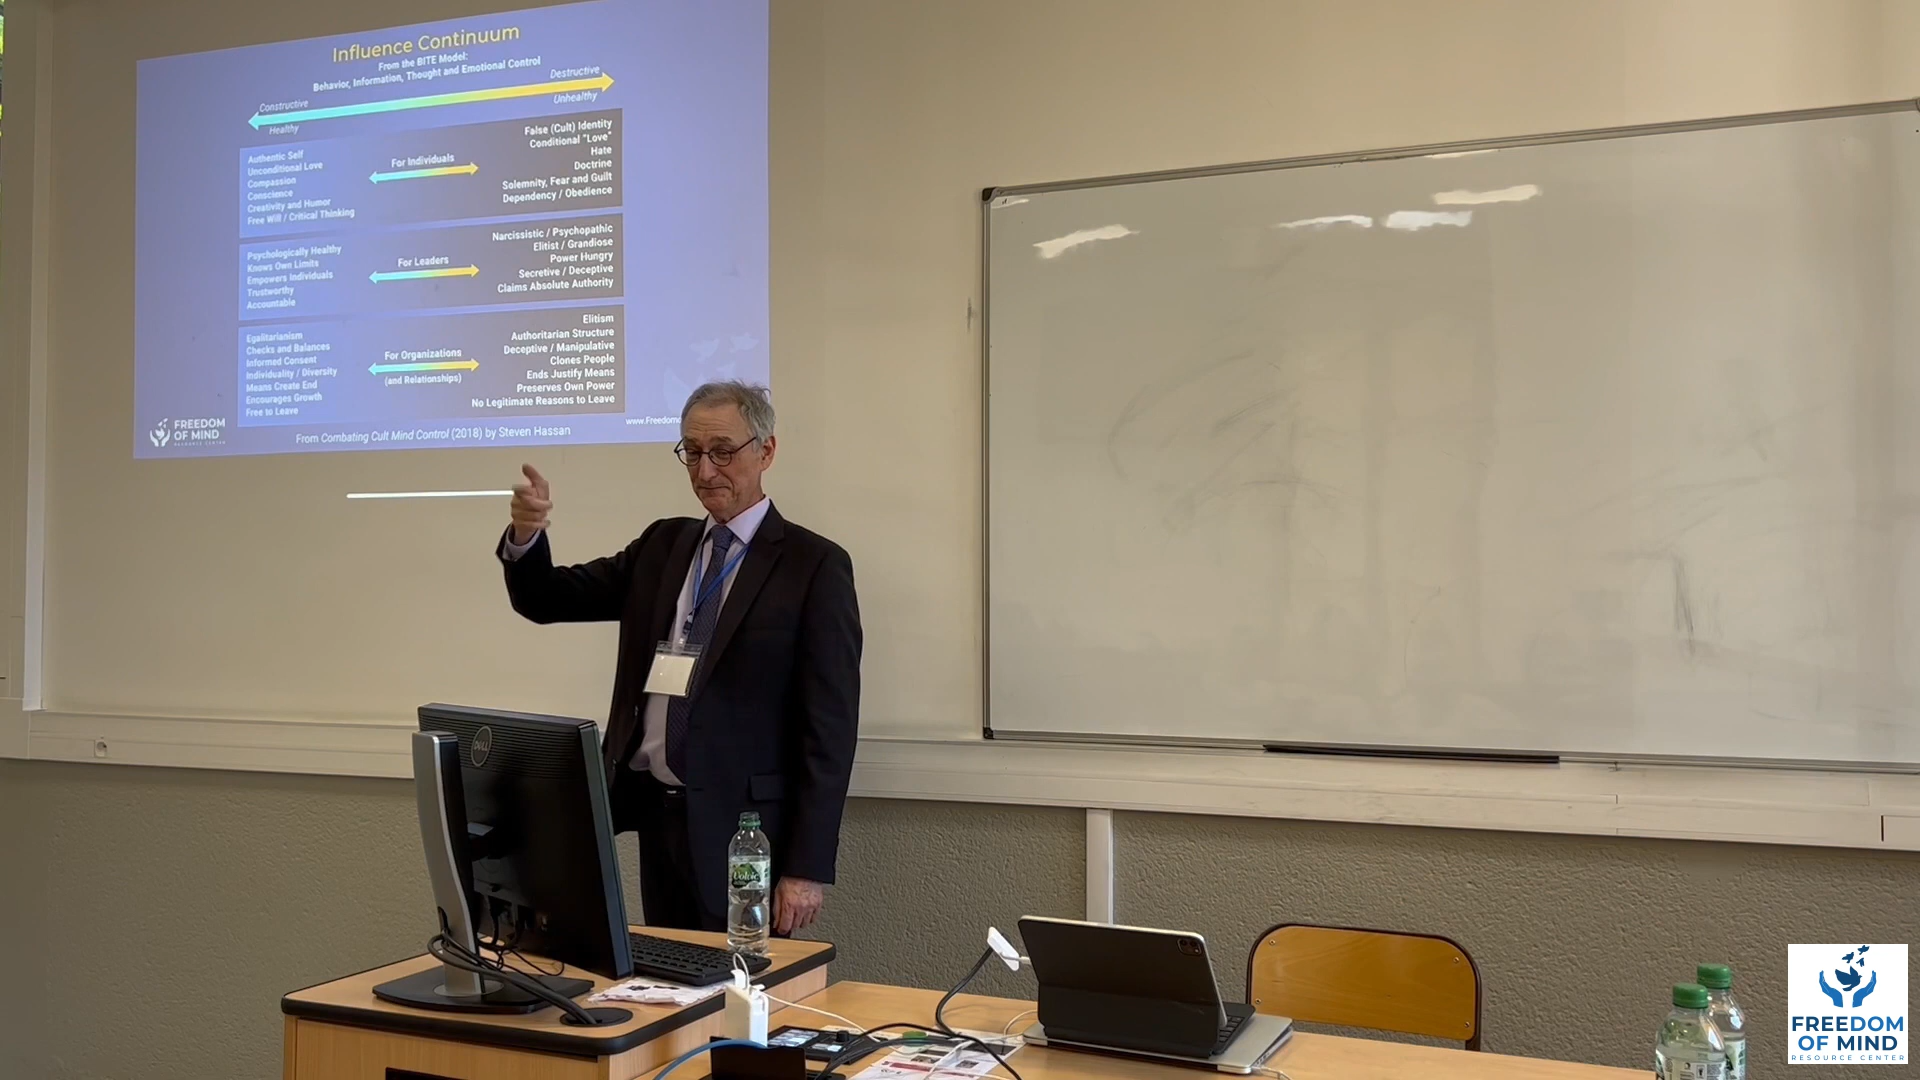 Influence Continuum
From the BITE Model:
Behavior, Information, Thought and Emotional Control
Constructive
Destructive
Healthy
Unhealthy
Authentic Self
Unconditional Love
Compassion
Conscience
Creativity and Humor
Free Will / Critical Thinking
For Individuals
False (Cult) Identity
Conditional "Love"
Hate
Doctrine
Solemnity, Fear and Guilt
Dependency / Obedience
Psychologically Healthy
Knows Own Limits
Empowers Individuals
Trustworthy
Accountable
For Leaders
Narcissistic / Psychopathic
Elitist / Grandiose
Power Hungry
Secretive / Deceptive
Claims Absolute Authority
Egalitarianism
Checks and Balances
Informed Consent
Individuality / Diversity
Means Create End
Encourages Growth
Free to Leave
For Organizations
(and Relationships)
Elitism
Authoritarian Structure
Deceptive / Manipulative
Clones People
Ends Justify Means
Preserves Own Power
No Legitimate Reasons to Leave
FREEDOM
OF MIND
RESOURCE CENTER
From Combating Cult Mind Control (2018) by Steven Hassan
www.Freedomo
DELL
Volvic
FREEDOM
OF MIND
RESOURCE CENTER